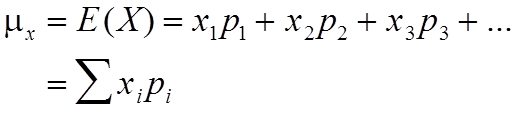 μₓ = E(X) = x₁p₁ + x₂p₂ + x₃p₃ + ...
= ∑xᵢpᵢ